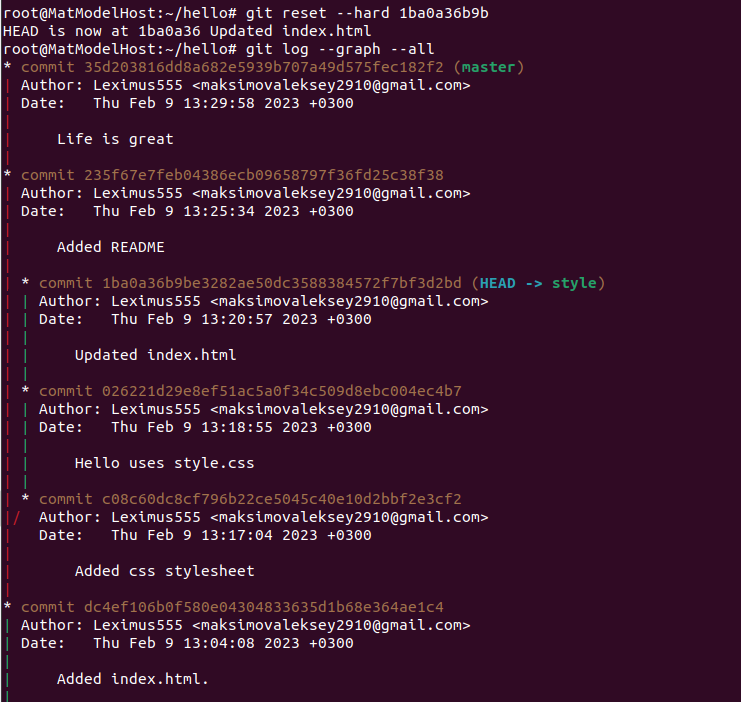 root@MatModelHost:~/hello# git reset --hard 1ba0a36b9b
HEAD is now at 1ba0a36 Updated index.html
root@MatModelHost:~/hello# git log --graph --all
* commit 35d203816dd8a682e5939b707a49d575fec182f2 (master)
| Author: Leximus555 <maksimovaleksey2910@gmail.com>
| Date:   Thu Feb 9 13:29:58 2023 +0300
|
|     Life is great
|
* commit 235f67e7feb04386ecb09658797f36fd25c38f38
| Author: Leximus555 <maksimovaleksey2910@gmail.com>
| Date:   Thu Feb 9 13:25:34 2023 +0300
|
|     Added README
|
| * commit 1ba0a36b9be3282ae50dc3588384572f7bf3d2bd (HEAD -> style)
| | Author: Leximus555 <maksimovaleksey2910@gmail.com>
| | Date:   Thu Feb 9 13:20:57 2023 +0300
| |
| |     Updated index.html
| |
| * commit 026221d29e8ef51ac5a0f34c509d8ebc004ec4b7
| | Author: Leximus555 <maksimovaleksey2910@gmail.com>
| | Date:   Thu Feb 9 13:18:55 2023 +0300
| |
| |     Hello uses style.css
| |
| * commit c08c60dc8cf796b22ce5045c40e10d2bbf2e3cf2
|/  Author: Leximus555 <maksimovaleksey2910@gmail.com>
|   Date:   Thu Feb 9 13:17:04 2023 +0300
|
|       Added css stylesheet
|
* commit dc4ef106b0f580e04304833635d1b68e364ae1c4
| Author: Leximus555 <maksimovaleksey2910@gmail.com>
| Date:   Thu Feb 9 13:04:08 2023 +0300
|
|     Added index.html.
|